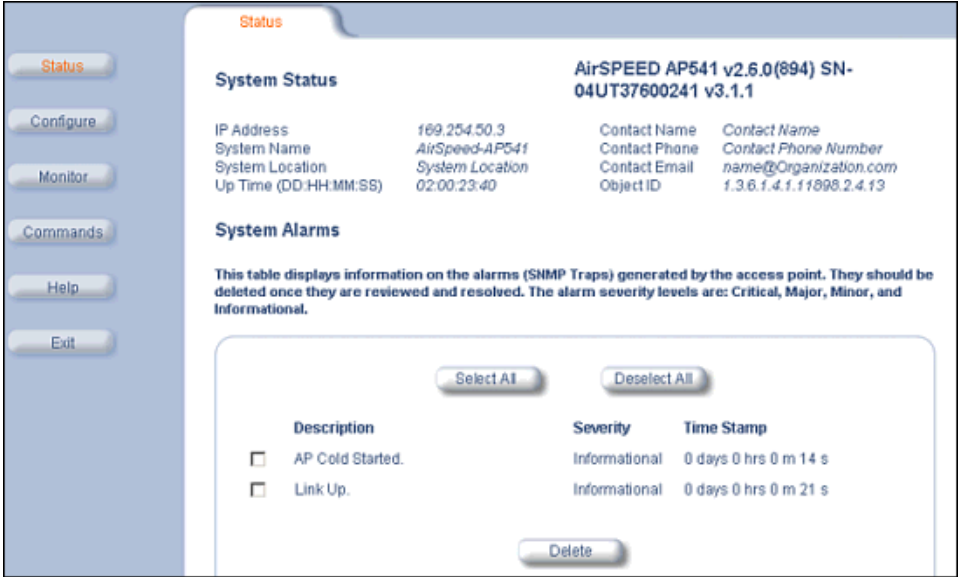 Status
Status
Configure
Monitor
Commands
Help
Exit
System Status
AirSPEED AP541 v2.6.0(894) SN-
04UT37600241 v3.1.1
IP Address 169.254.50.3 Contact Name Contact Name
System Name AirSpeed-AP541 Contact Phone Contact Phone Number
System Location System Location Contact Email name@Organization.com
Up Time (DD:HH:MM:SS) 02:00:23:40 Object ID 1.3.6.1.4.1.11898.2.4.13
System Alarms
This table displays information on the alarms (SNMP Traps) generated by the access point. They should be
deleted once they are reviewed and resolved. The alarm severity levels are: Critical, Major, Minor, and
Informational.
Select All Deselect All
Description Severity Time Stamp
AP Cold Started. Informational 0 days 0 hrs 0 m 14 s
Link Up. Informational 0 days 0 hrs 0 m 21 s
Delete